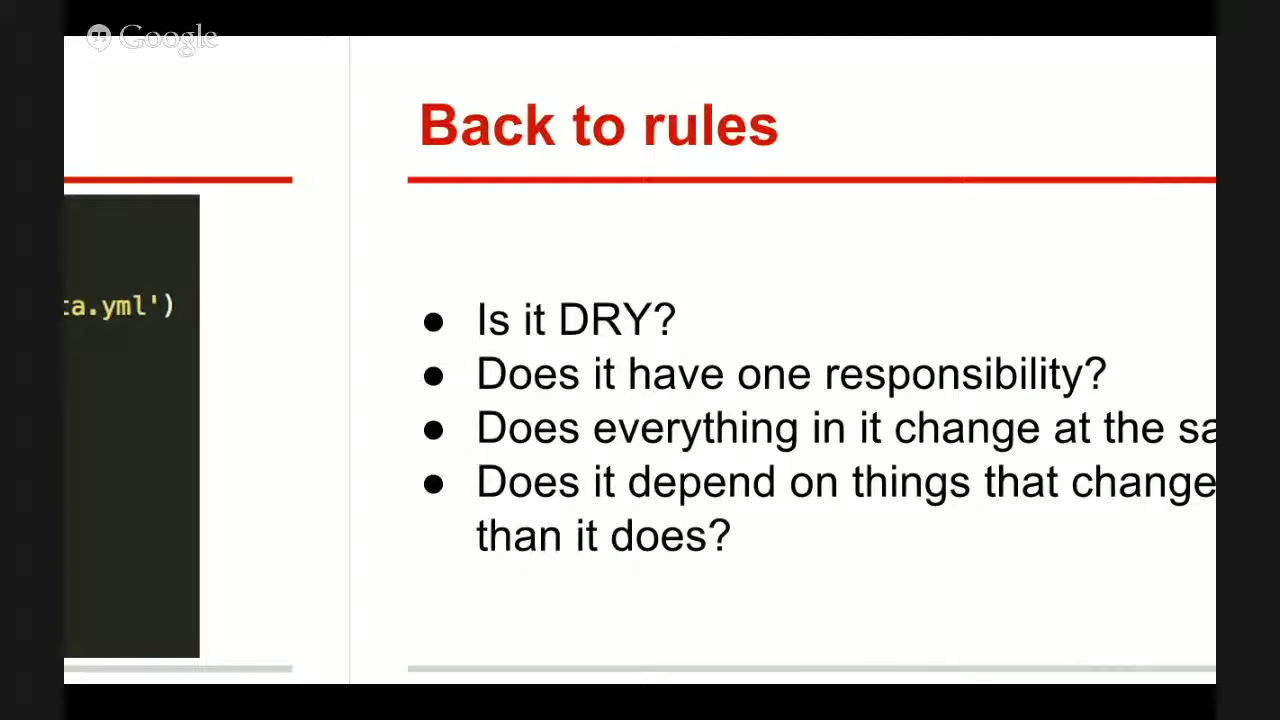 Google
Back to rules
ta.yml')
● Is it DRY?
● Does it have one responsibility?
● Does everything in it change at the
● Does it depend on things that change
than it does?